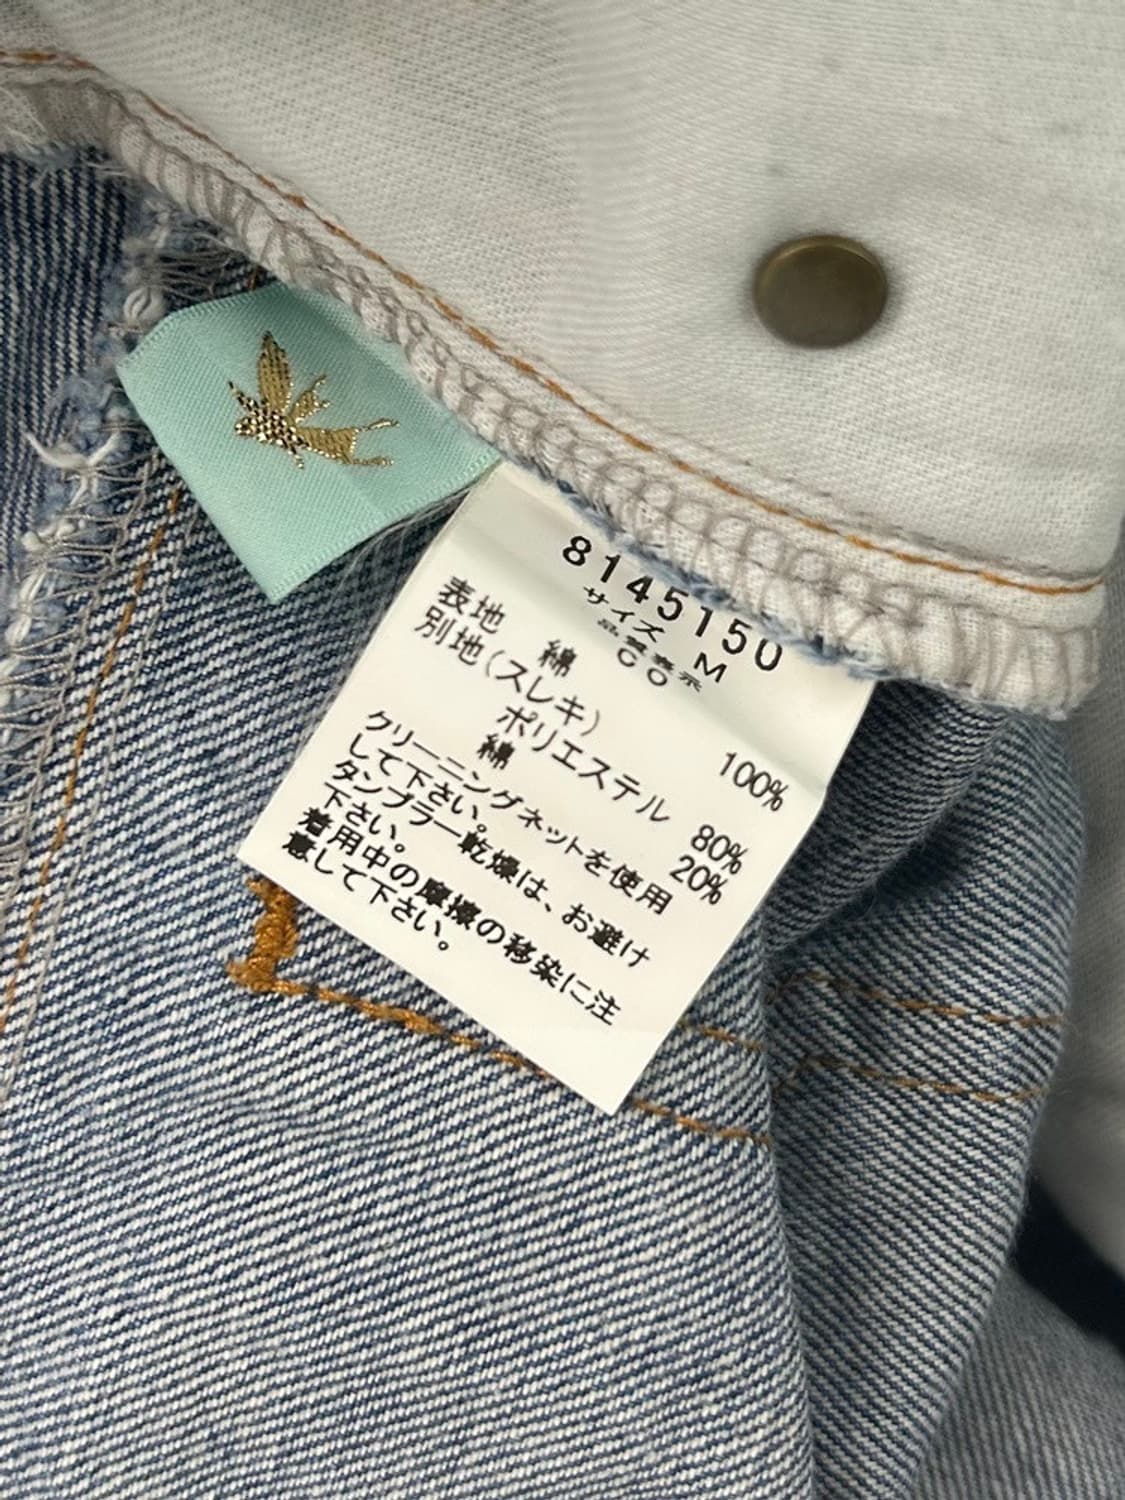 8145150
サイズ M
品質表示
〇〇
表地 綿 100%
別地(スレキ)
ポリエステル 80%
綿 20%
クリーニングネットを使用
して下さい。
タンブラー乾燥は、お避け
下さい。
着用中の摩擦の移染に注
意して下さい。